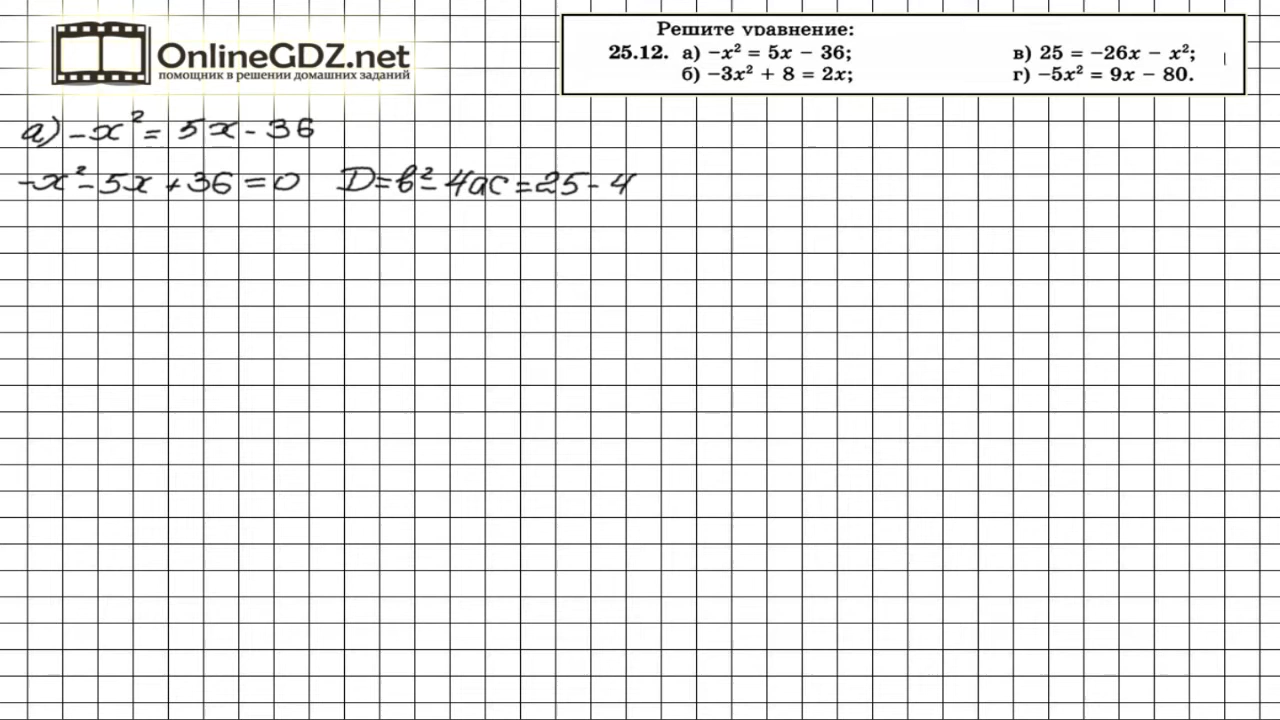 OnlineGDZ.net
помощник в решении домашних заданий
Решите уравнение:
25.12. а) −x² = 5x − 36;
в) 25 = −26x − x²;
б) −3x² + 8 = 2x;
г) −5x² = 9x − 80.
а) −x² = 5x − 36
−x² − 5x + 36 = 0 D = b² − 4ac = 25 − 4